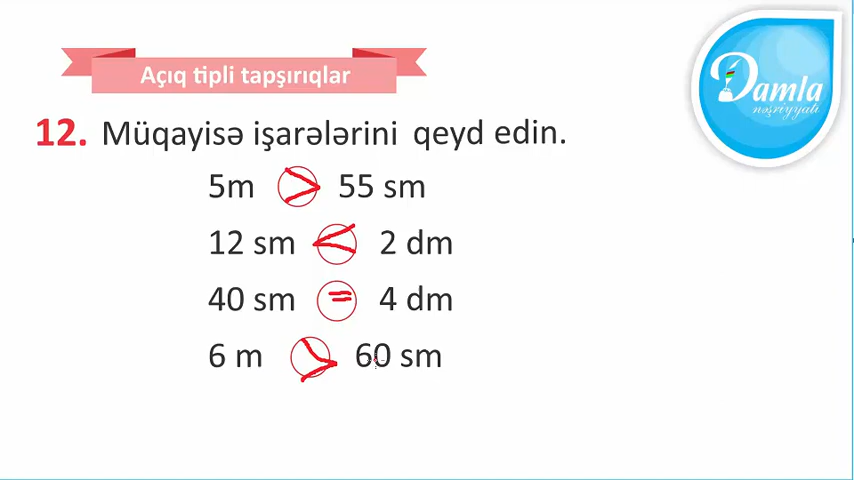 Açıq tipli tapşırıqlar
12. Müqayisə işarələrini qeyd edin.
5m > 55 sm
12 sm < 2 dm
40 sm = 4 dm
6 m > 60 sm
Damla
nəşriyyatı